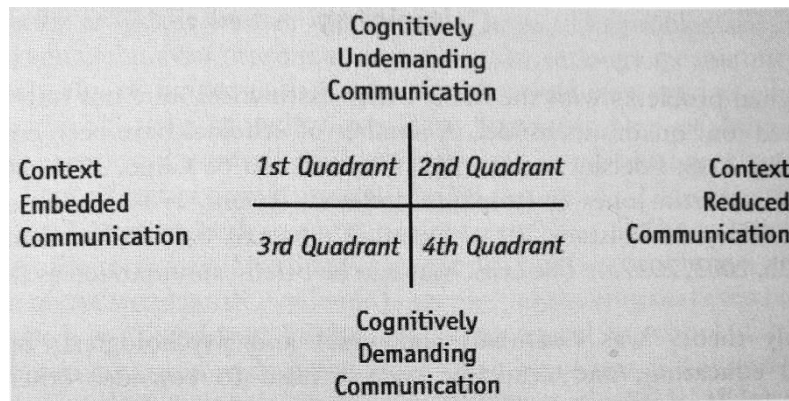 Cognitively
Undemanding
Communication
Context
Embedded
Communication
1st Quadrant
2nd Quadrant
3rd Quadrant
4th Quadrant
Context
Reduced
Communication
Cognitively
Demanding
Communication